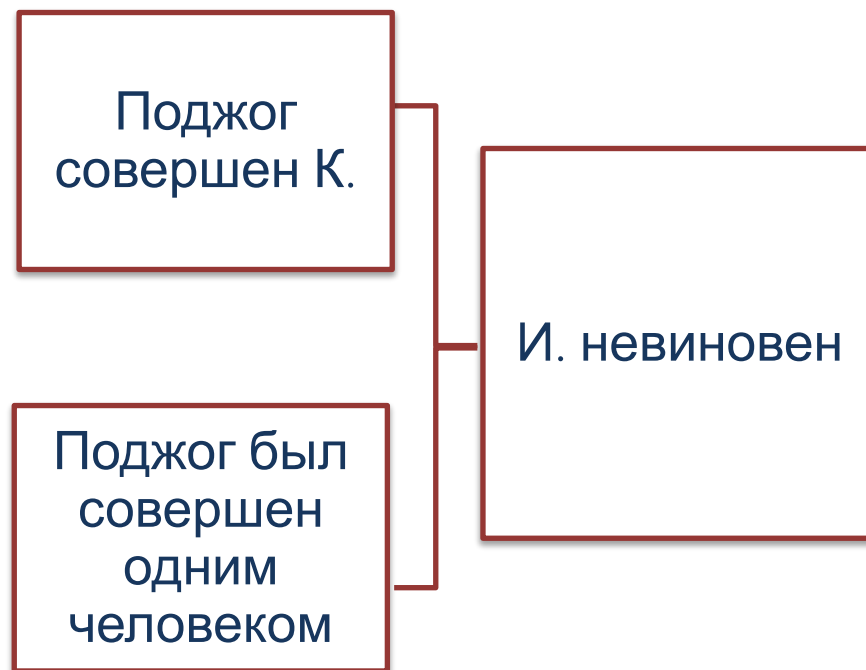 Поджог
совершен К.
И. невиновен
Поджог был
совершен
одним
человеком